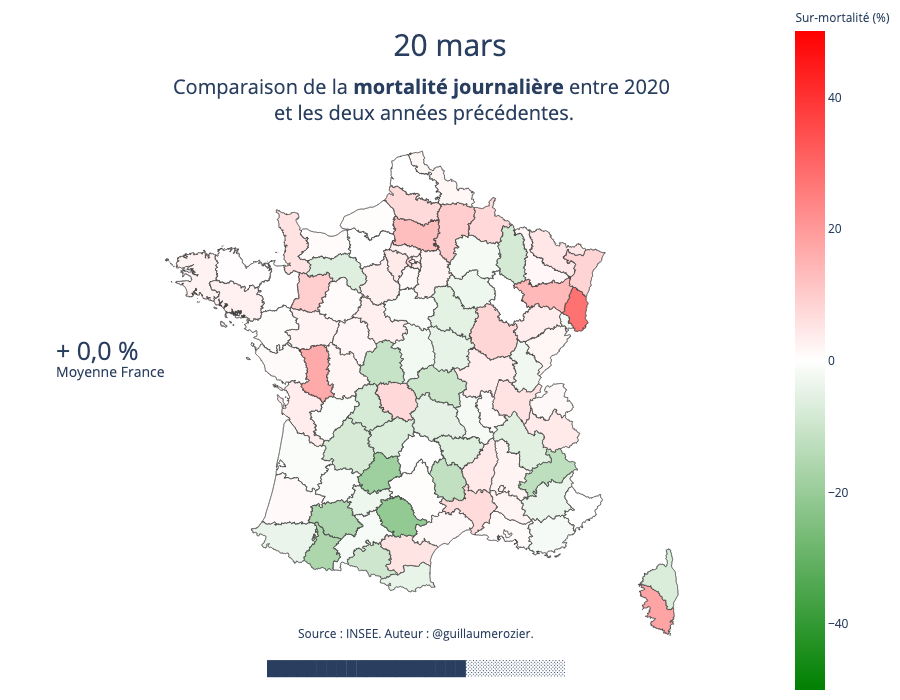 Sur-mortalité (%)
20 mars
Comparaison de la mortalité journalière entre 2020
et les deux années précédentes.
40
20
0
−20
−40
+ 0,0 %
Moyenne France
Source : INSEE. Auteur : @guillaumerozier.